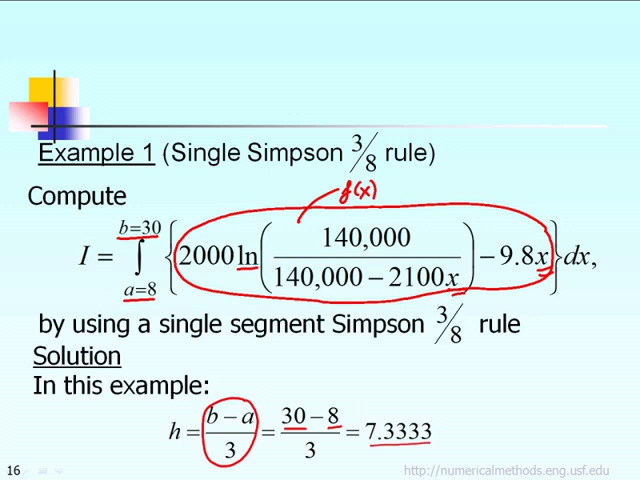 Example 1 (Single Simpson 3/8 rule)
f(x)
Compute
I = ∫_{a=8}^{b=30} {2000 ln(140,000 / (140,000 − 2100x)) − 9.8x} dx,
by using a single segment Simpson 3/8 rule
Solution
In this example:
h = (b − a)/3 = (30 − 8)/3 = 7.3333
16 http://numericalmethods.eng.usf.edu